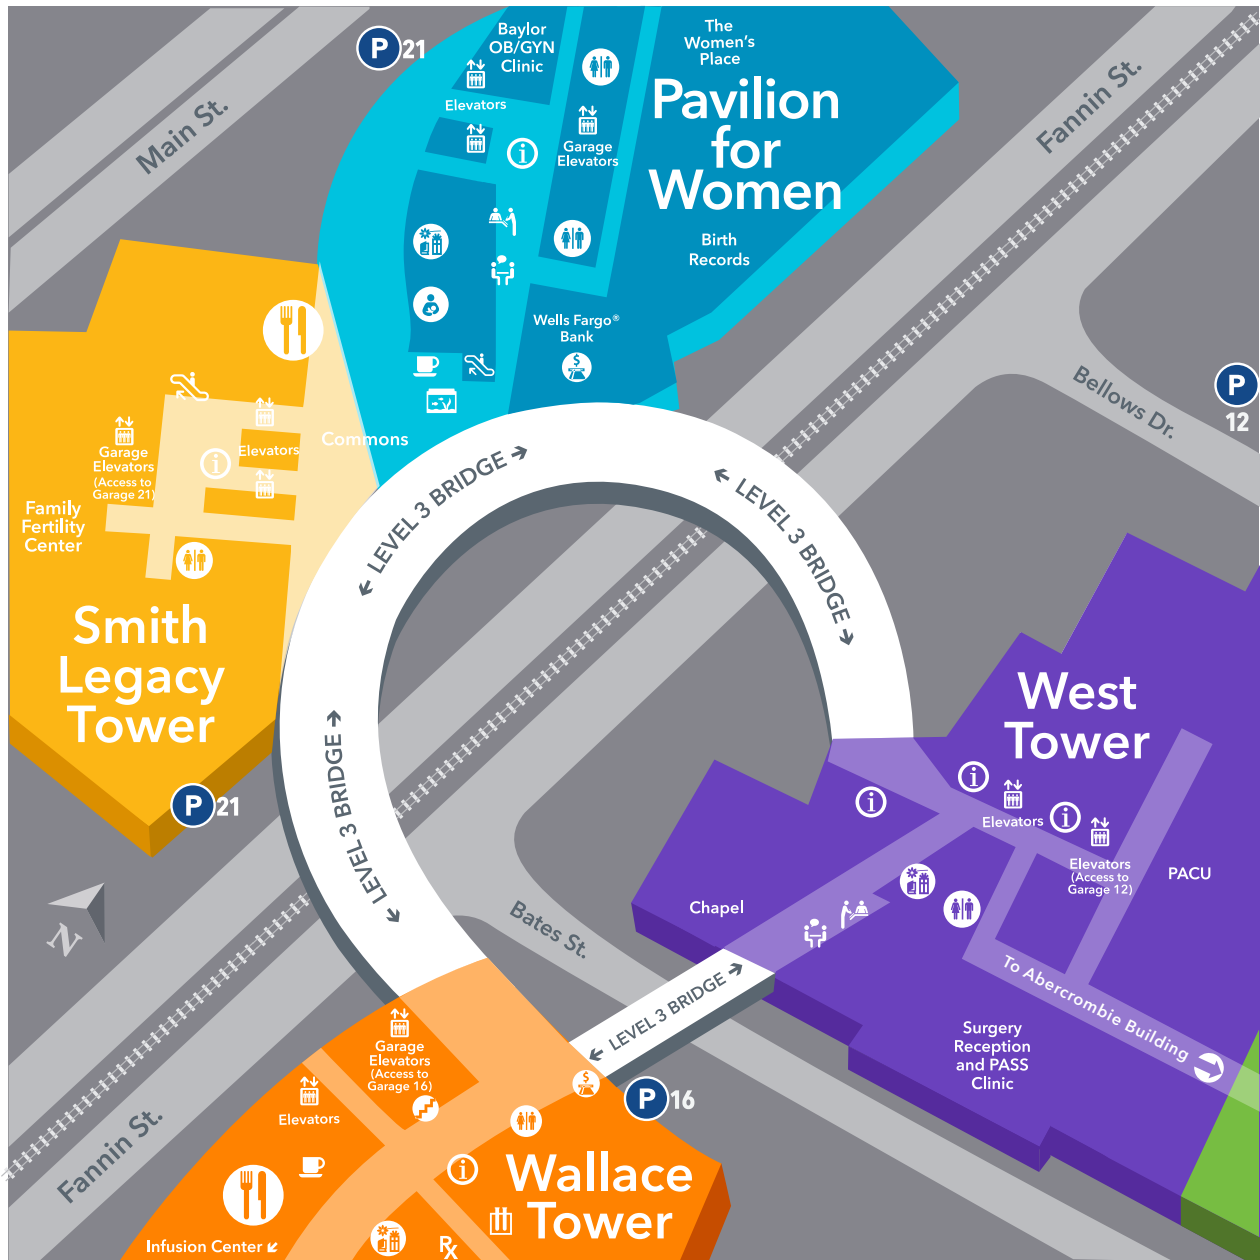 P 21
Baylor
OB/GYN
Clinic
The
Women's
Place
Elevators
i
Garage
Elevators
Pavilion
for
Women
Birth
Records
Wells Fargo®
Bank
$
Main St.
Fannin St.
Bellows Dr.
P
12
Commons
Garage
Elevators
(Access to
Garage 21)
i
Elevators
Family
Fertility
Center
Smith
Legacy
Tower
P 21
← LEVEL 3 BRIDGE →
← LEVEL 3 BRIDGE →
← LEVEL 3 BRIDGE →
← LEVEL 3 BRIDGE →
N
Bates St.
West
Tower
i
i
Elevators
i
Elevators
(Access to
Garage 12)
PACU
Chapel
To Abercrombie Building
Surgery
Reception
and PASS
Clinic
Garage
Elevators
(Access to
Garage 16)
$
P 16
Elevators
i
Wallace
Tower
Infusion Center ↙
Rx
Fannin St.